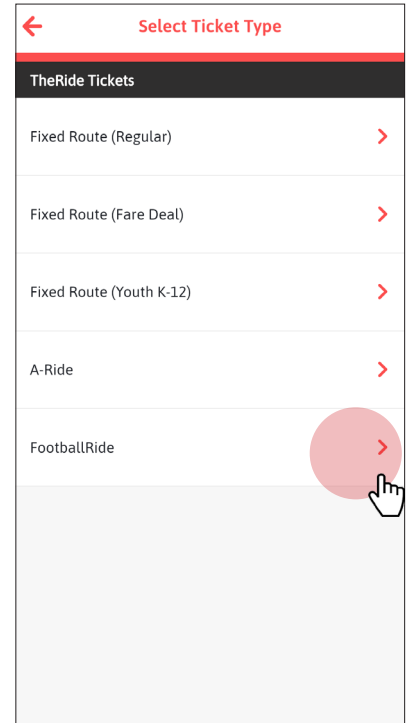 Select Ticket Type
TheRide Tickets
Fixed Route (Regular)
Fixed Route (Fare Deal)
Fixed Route (Youth K-12)
A-Ride
FootballRide